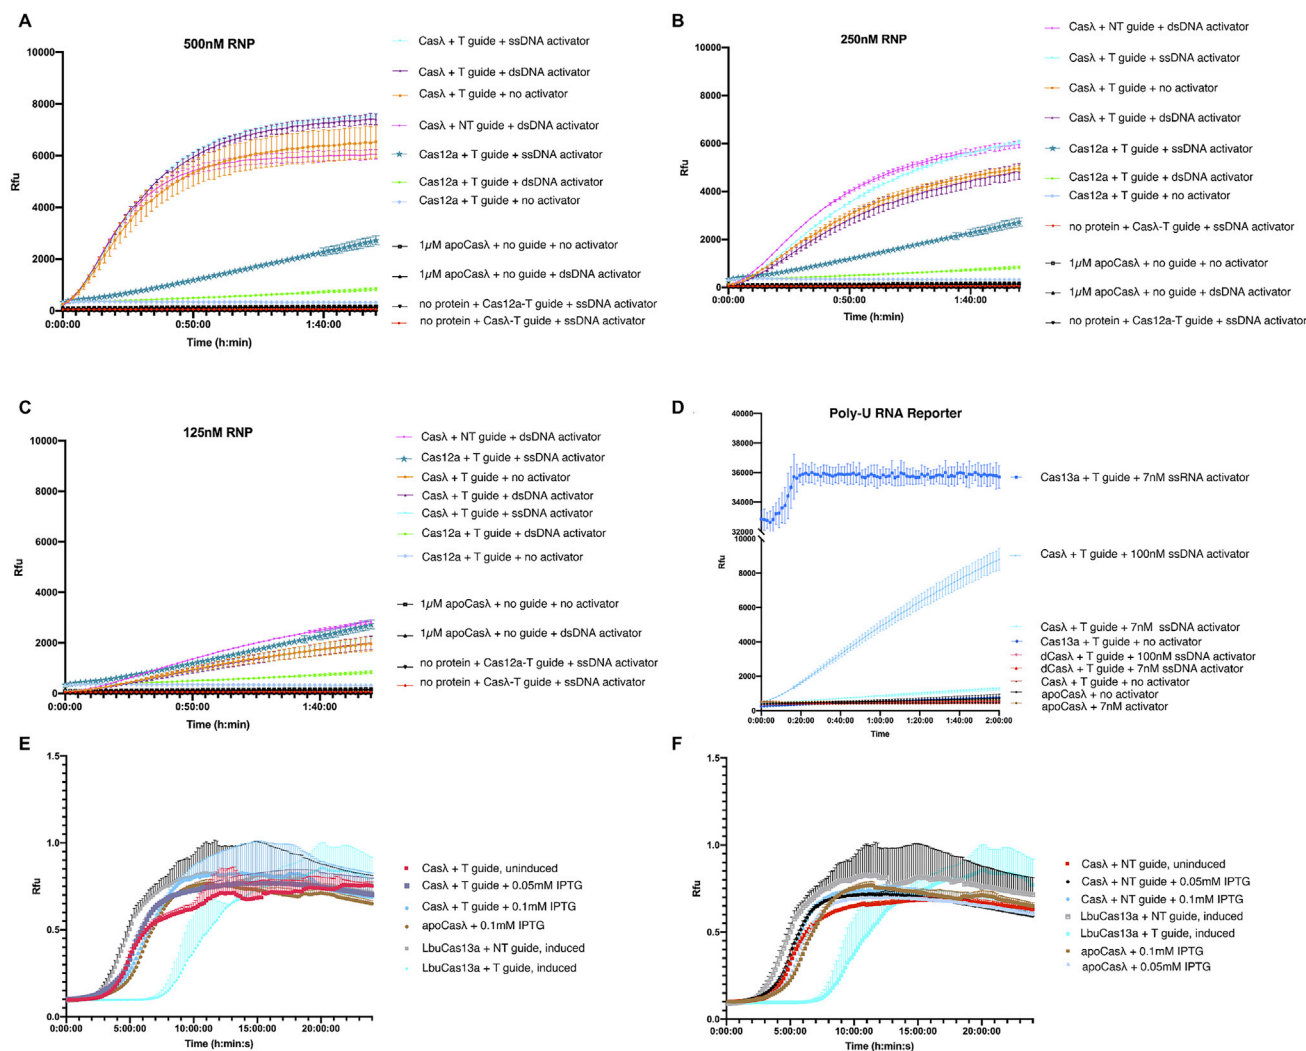 A
500nM RNP
10000
8000
6000
4000
2000
0
Rfu
0:00:00
0:50:00
1:40:00
Time (h:min)
Casλ + T guide + ssDNA activator
Casλ + T guide + dsDNA activator
Casλ + T guide + no activator
Casλ + NT guide + dsDNA activator
Cas12a + T guide + ssDNA activator
Cas12a + T guide + dsDNA activator
Cas12a + T guide + no activator
1µM apoCasλ + no guide + no activator
1µM apoCasλ + no guide + dsDNA activator
no protein + Cas12a-T guide + ssDNA activator
no protein + Casλ-T guide + ssDNA activator
B
250nM RNP
10000
8000
6000
4000
2000
0
Rfu
0:00:00
0:50:00
1:40:00
Time (h:min)
Casλ + NT guide + dsDNA activator
Casλ + T guide + ssDNA activator
Casλ + T guide + no activator
Casλ + T guide + dsDNA activator
Cas12a + T guide + ssDNA activator
Cas12a + T guide + dsDNA activator
Cas12a + T guide + no activator
no protein + Casλ-T guide + ssDNA activator
1µM apoCasλ + no guide + no activator
1µM apoCasλ + no guide + dsDNA activator
no protein + Cas12a-T guide + ssDNA activator
C
125nM RNP
10000
8000
6000
4000
2000
0
Rfu
0:00:00
0:50:00
1:40:00
Time (h:min)
Casλ + NT guide + dsDNA activator
Cas12a + T guide + ssDNA activator
Casλ + T guide + no activator
Casλ + T guide + dsDNA activator
Casλ + T guide + ssDNA activator
Cas12a + T guide + dsDNA activator
Cas12a + T guide + no activator
1µM apoCasλ + no guide + no activator
1µM apoCasλ + no guide + dsDNA activator
no protein + Cas12a-T guide + ssDNA activator
no protein + Casλ-T guide + ssDNA activator
D
Poly-U RNA Reporter
40000
38000
36000
34000
32000
10000
8000
6000
4000
2000
0
Rfu
0:00:00
0:20:00
0:40:00
1:00:00
1:20:00
1:40:00
2:00:00
Time
Cas13a + T guide + 7nM ssRNA activator
Casλ + T guide + 100nM ssDNA activator
Casλ + T guide + 7nM ssDNA activator
Cas13a + T guide + no activator
dCasλ + T guide + 100nM ssDNA activator
dCasλ + T guide + 7nM ssDNA activator
Casλ + T guide + no activator
apoCasλ + no activator
apoCasλ + 7nM activator
E
1.5
1.0
0.5
0.0
Rfu
0:00:00
5:00:00
10:00:00
15:00:00
20:00:00
Time (h:min:s)
Casλ + T guide, uninduced
Casλ + T guide + 0.05mM IPTG
Casλ + T guide + 0.1mM IPTG
apoCasλ + 0.1mM IPTG
LbuCas13a + NT guide, induced
LbuCas13a + T guide, induced
F
1.5
1.0
0.5
0.0
Rfu
0:00:00
5:00:00
10:00:00
15:00:00
20:00:00
Time (h:min:s)
Casλ + NT guide, uninduced
Casλ + NT guide + 0.05mM IPTG
Casλ + NT guide + 0.1mM IPTG
LbuCas13a + NT guide, induced
LbuCas13a + T guide, induced
apoCasλ + 0.1mM IPTG
apoCasλ + 0.05mM IPTG